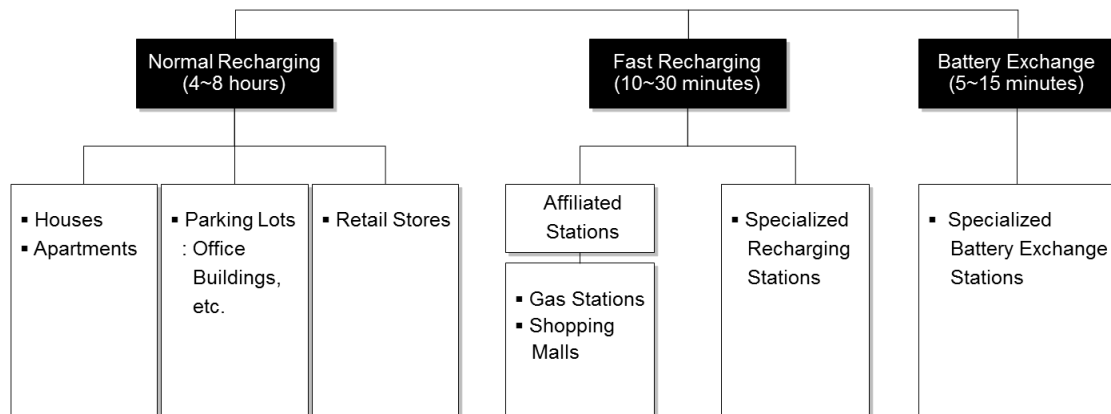 Normal Recharging
(4~8 hours)
Fast Recharging
(10~30 minutes)
Battery Exchange
(5~15 minutes)
▪ Houses
▪ Apartments
▪ Parking Lots
: Office
Buildings,
etc.
▪ Retail Stores
Affiliated
Stations
▪ Gas Stations
▪ Shopping
Malls
▪ Specialized
Recharging
Stations
▪ Specialized
Battery Exchange
Stations